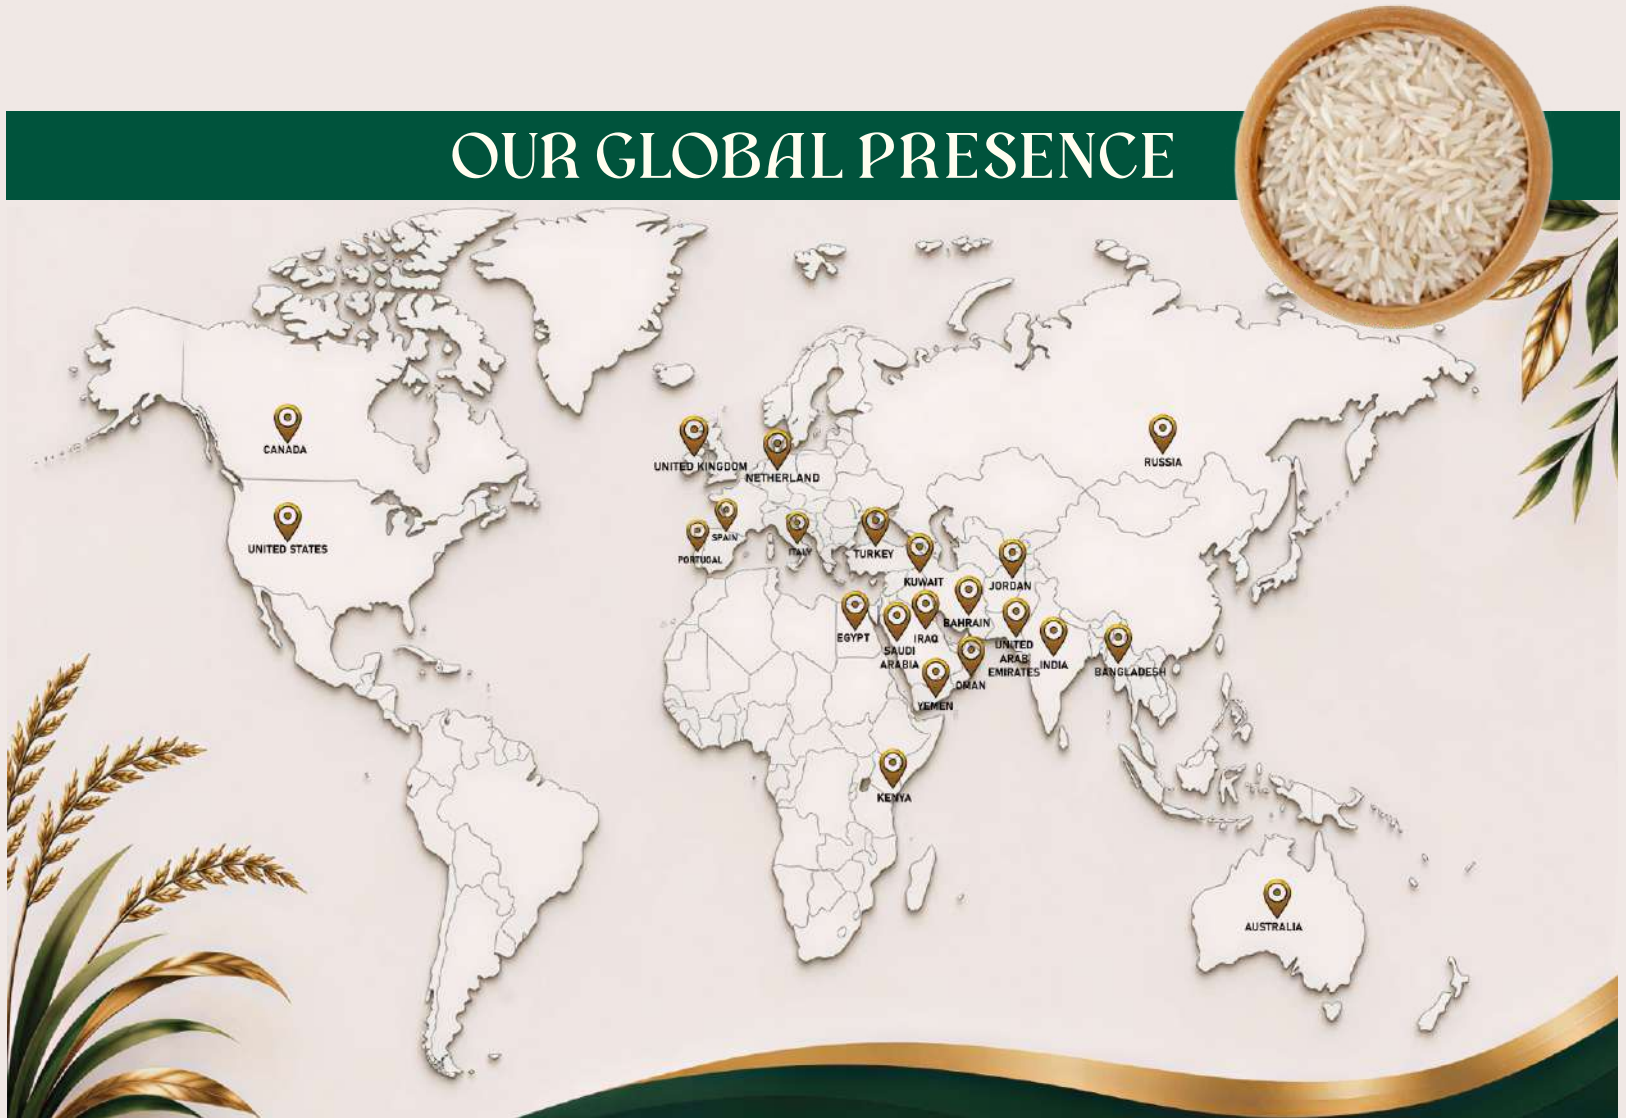 OUR GLOBAL PRESENCE
CANADA
UNITED KINGDOM
RUSSIA
NETHERLAND
UNITED STATES
SPAIN
PORTUGAL
ITALY
TURKEY
KUWAIT
JORDAN
BAHRAIN
EGYPT
IRAQ
SAUDI
ARABIA
UNITED
ARAB
EMIRATES
INDIA
BANGLADESH
OMAN
YEMEN
KENYA
AUSTRALIA